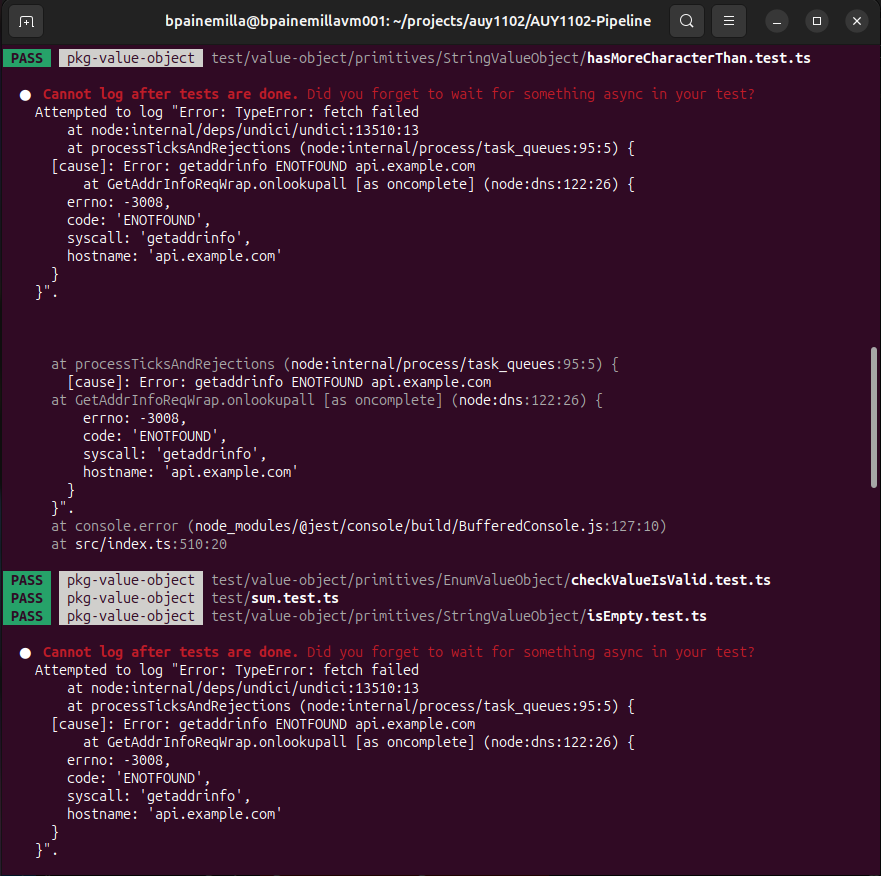 bpainemilla@bpainemillavm001: ~/projects/auy1102/AUY1102-Pipeline
PASS pkg-value-object test/value-object/primitives/StringValueObject/hasMoreCharacterThan.test.ts
● Cannot log after tests are done. Did you forget to wait for something async in your test?
Attempted to log "Error: TypeError: fetch failed
at node:internal/deps/undici/undici:13510:13
at processTicksAndRejections (node:internal/process/task_queues:95:5) {
[cause]: Error: getaddrinfo ENOTFOUND api.example.com
at GetAddrInfoReqWrap.onlookupall [as oncomplete] (node:dns:122:26) {
errno: -3008,
code: 'ENOTFOUND',
syscall: 'getaddrinfo',
hostname: 'api.example.com'
}
}".
at processTicksAndRejections (node:internal/process/task_queues:95:5) {
[cause]: Error: getaddrinfo ENOTFOUND api.example.com
at GetAddrInfoReqWrap.onlookupall [as oncomplete] (node:dns:122:26) {
errno: -3008,
code: 'ENOTFOUND',
syscall: 'getaddrinfo',
hostname: 'api.example.com'
}
}".
at console.error (node_modules/@jest/console/build/BufferedConsole.js:127:10)
at src/index.ts:510:20
PASS pkg-value-object test/value-object/primitives/EnumValueObject/checkValueIsValid.test.ts
PASS pkg-value-object test/sum.test.ts
PASS pkg-value-object test/value-object/primitives/StringValueObject/isEmpty.test.ts
● Cannot log after tests are done. Did you forget to wait for something async in your test?
Attempted to log "Error: TypeError: fetch failed
at node:internal/deps/undici/undici:13510:13
at processTicksAndRejections (node:internal/process/task_queues:95:5) {
[cause]: Error: getaddrinfo ENOTFOUND api.example.com
at GetAddrInfoReqWrap.onlookupall [as oncomplete] (node:dns:122:26) {
errno: -3008,
code: 'ENOTFOUND',
syscall: 'getaddrinfo',
hostname: 'api.example.com'
}
}".